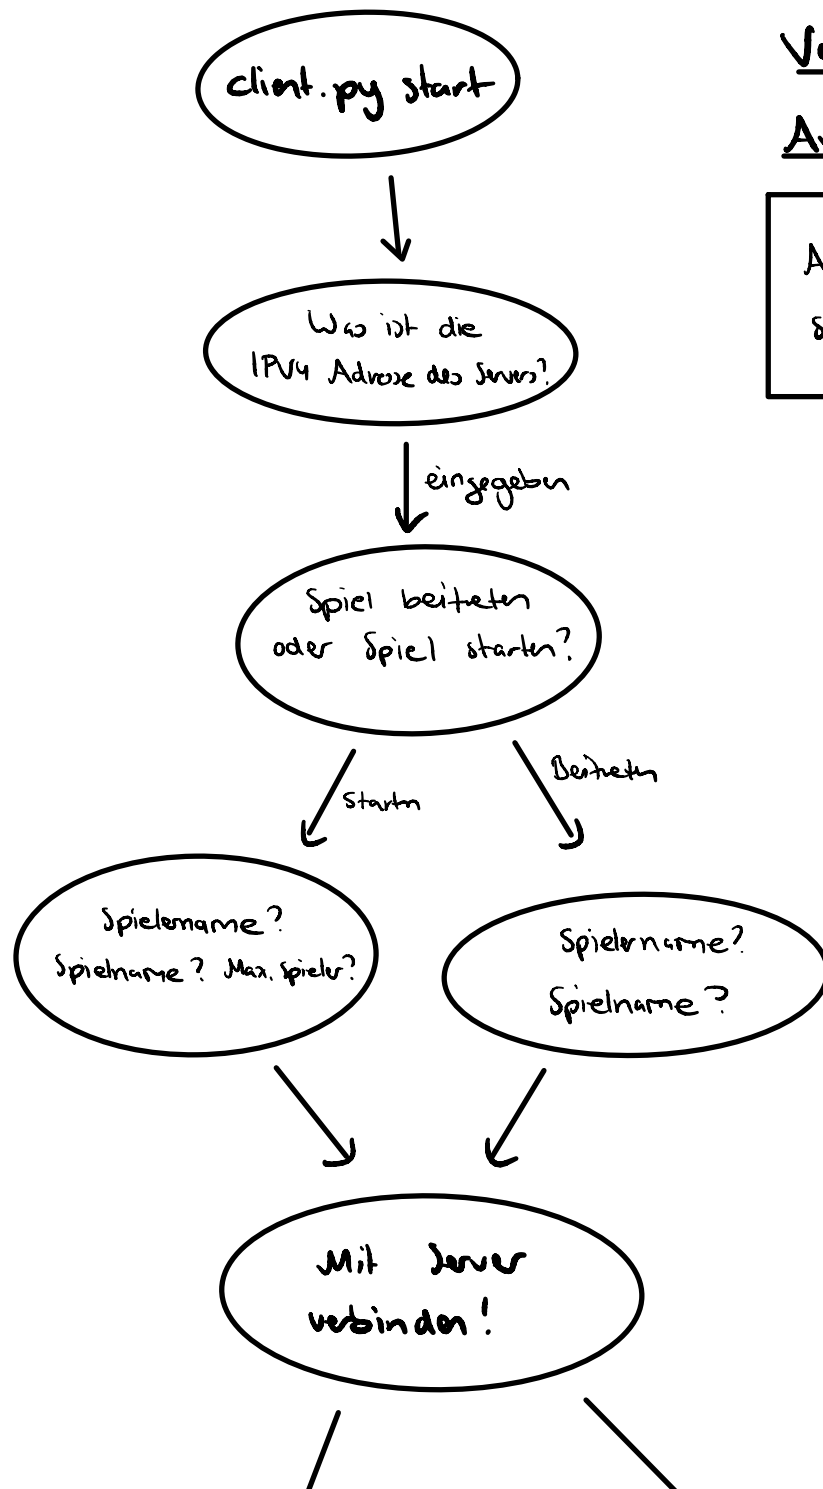 client.py start
Was ist die
IPV4 Adresse des Servers?
eingegeben
Spiel beitreten
oder Spiel starten?
Starten
Beitreten
Spielername?
Spielname? Max. Spieler?
Spielername?
Spielname?
Mit Server
verbinden!